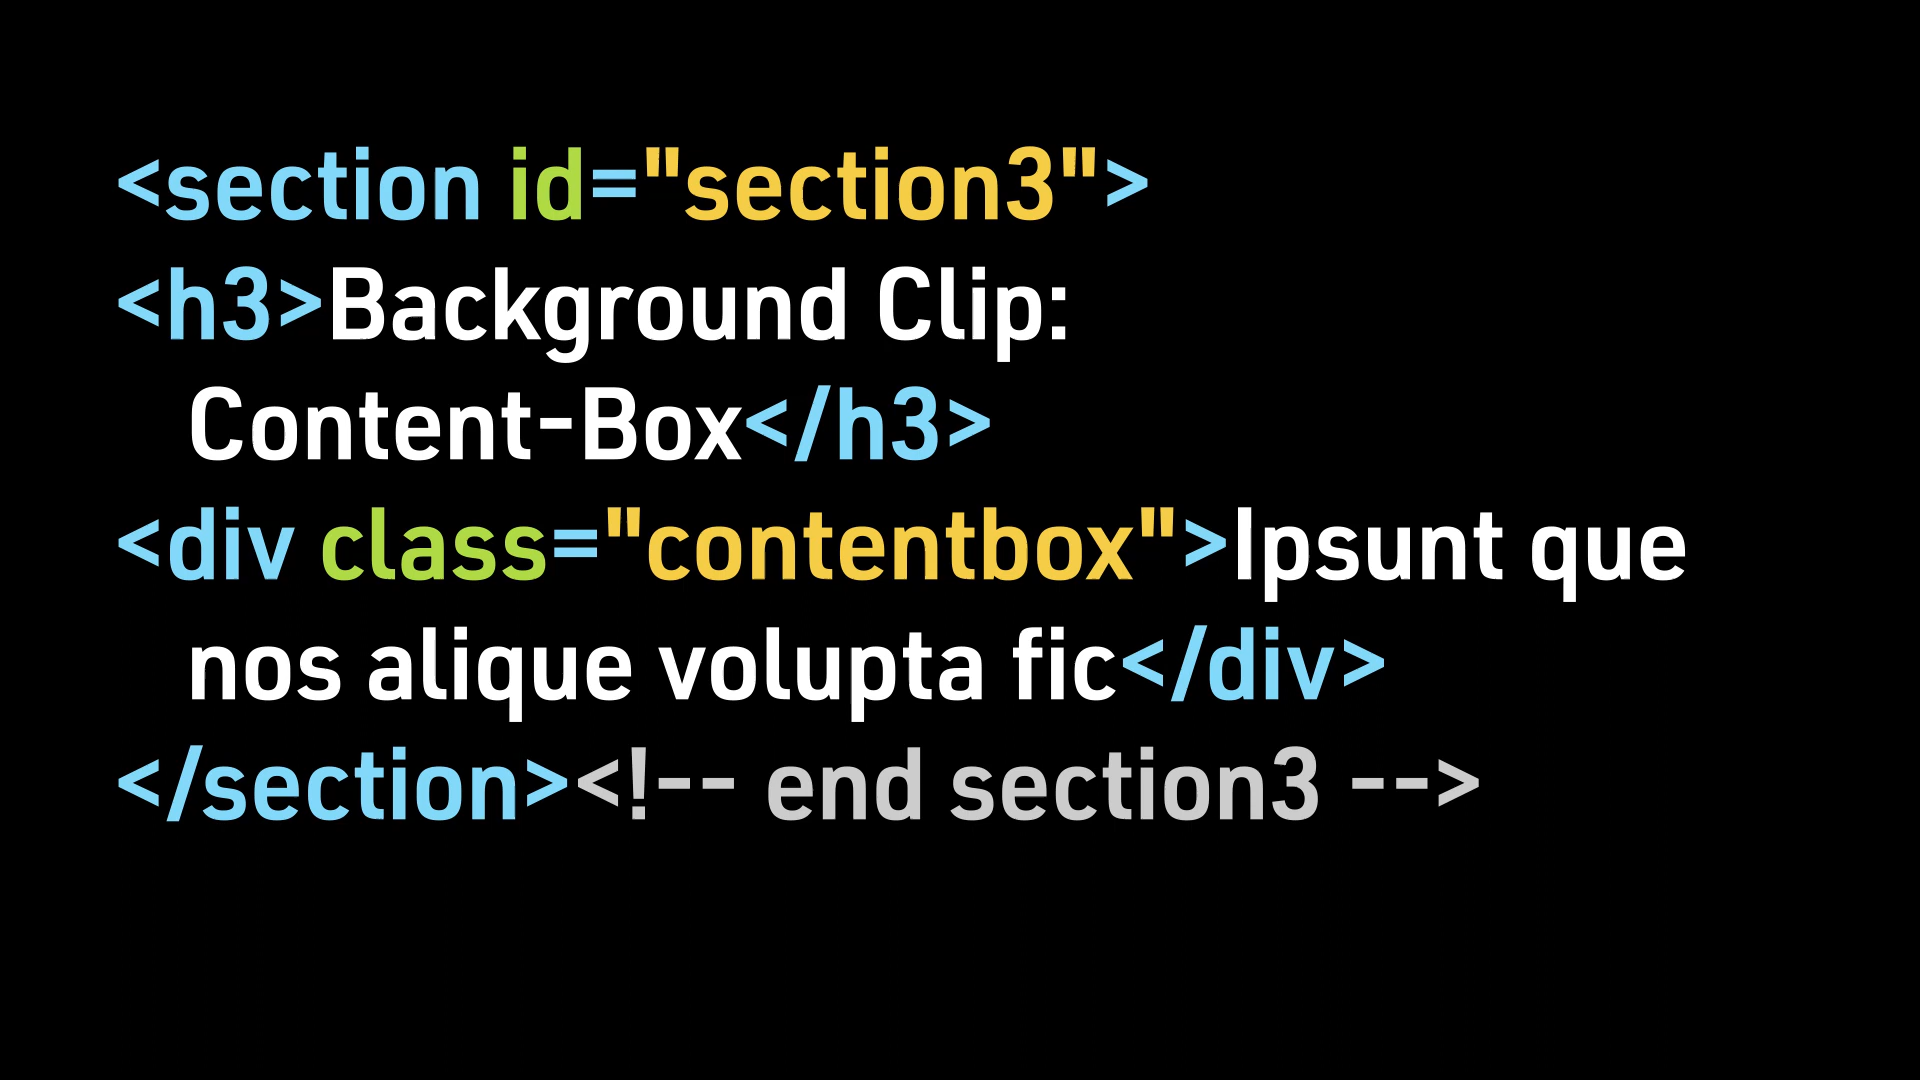 <section id="section3">
<h3>Background Clip:
Content-Box</h3>
<div class="contentbox">Ipsunt que
nos alique volupta fic</div>
</section><!-- end section3 -->